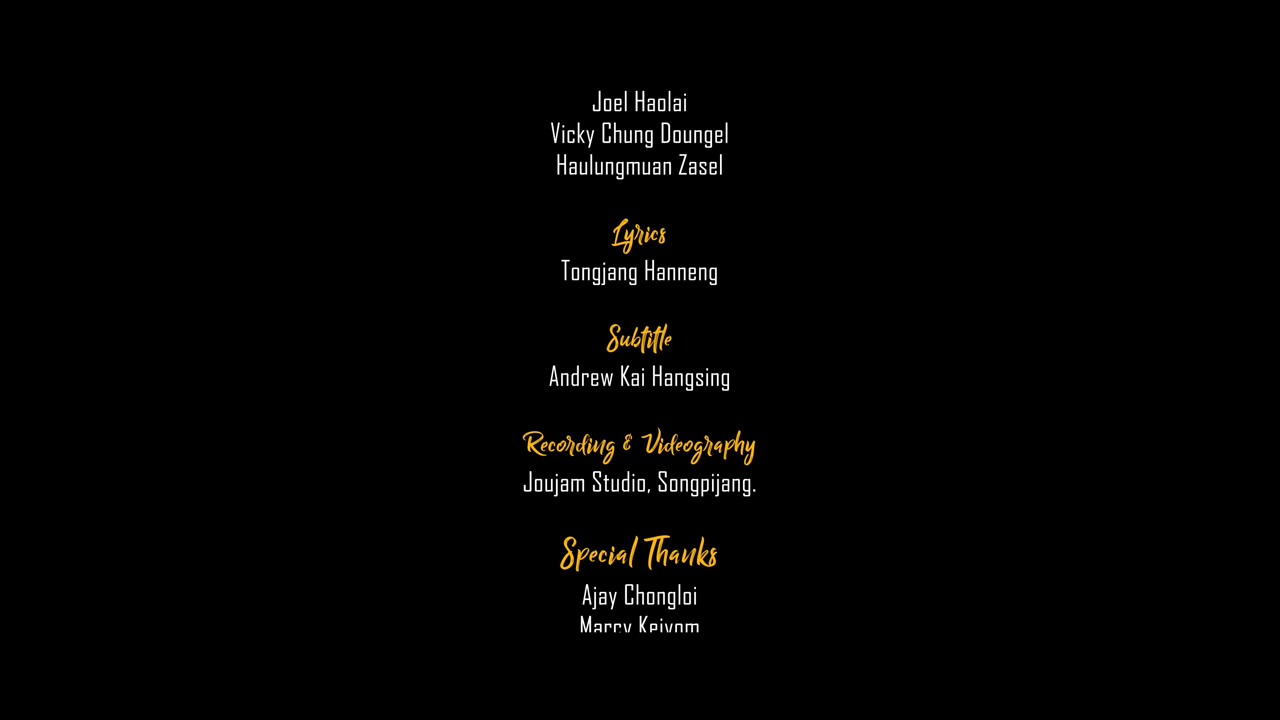 Joel Haolai
Vicky Chung Doungel
Haulungmuan Zasel
Lyrics
Tongjang Hanneng
Subtitle
Andrew Kai Hangsing
Recording & Videography
Joujam Studio, Songpijang.
Special Thanks
Ajay Chongloi